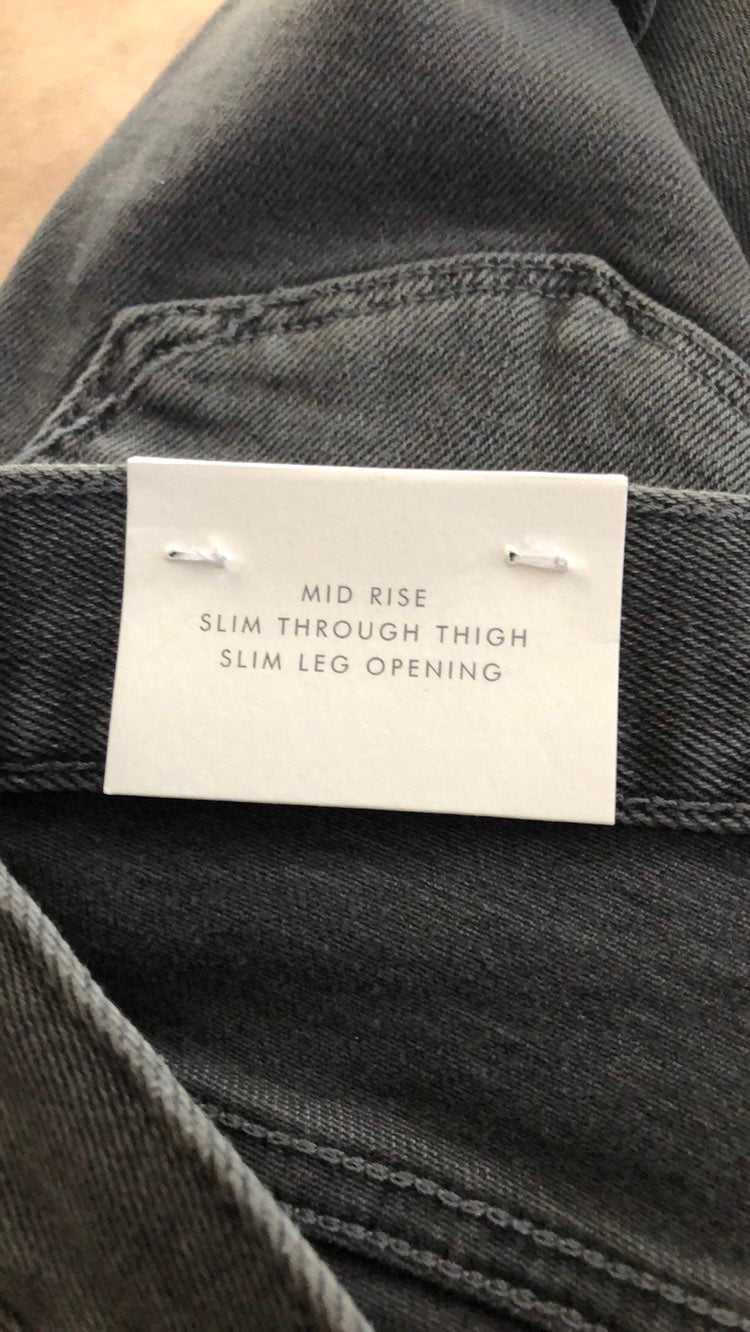 MID RISE
SLIM THROUGH THIGH
SLIM LEG OPENING